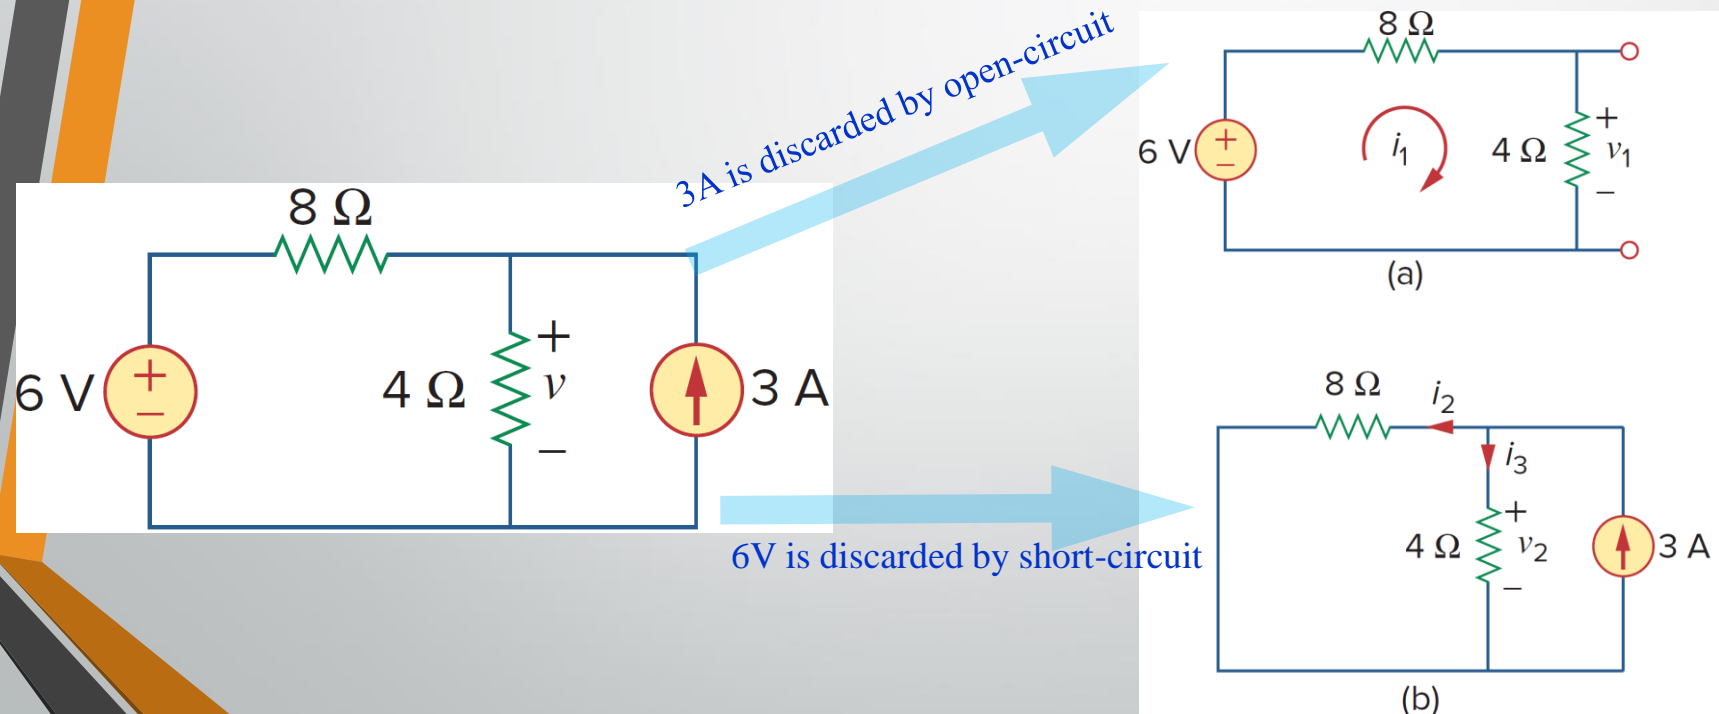 3A is discarded by open-circuit
8 Ω
6 V
+
−
4 Ω
+
v
−
3 A
6V is discarded by short-circuit
8 Ω
6 V
+
−
i1
4 Ω
+
v1
−
(a)
8 Ω
i2
i3
4 Ω
+
v2
−
3 A
(b)